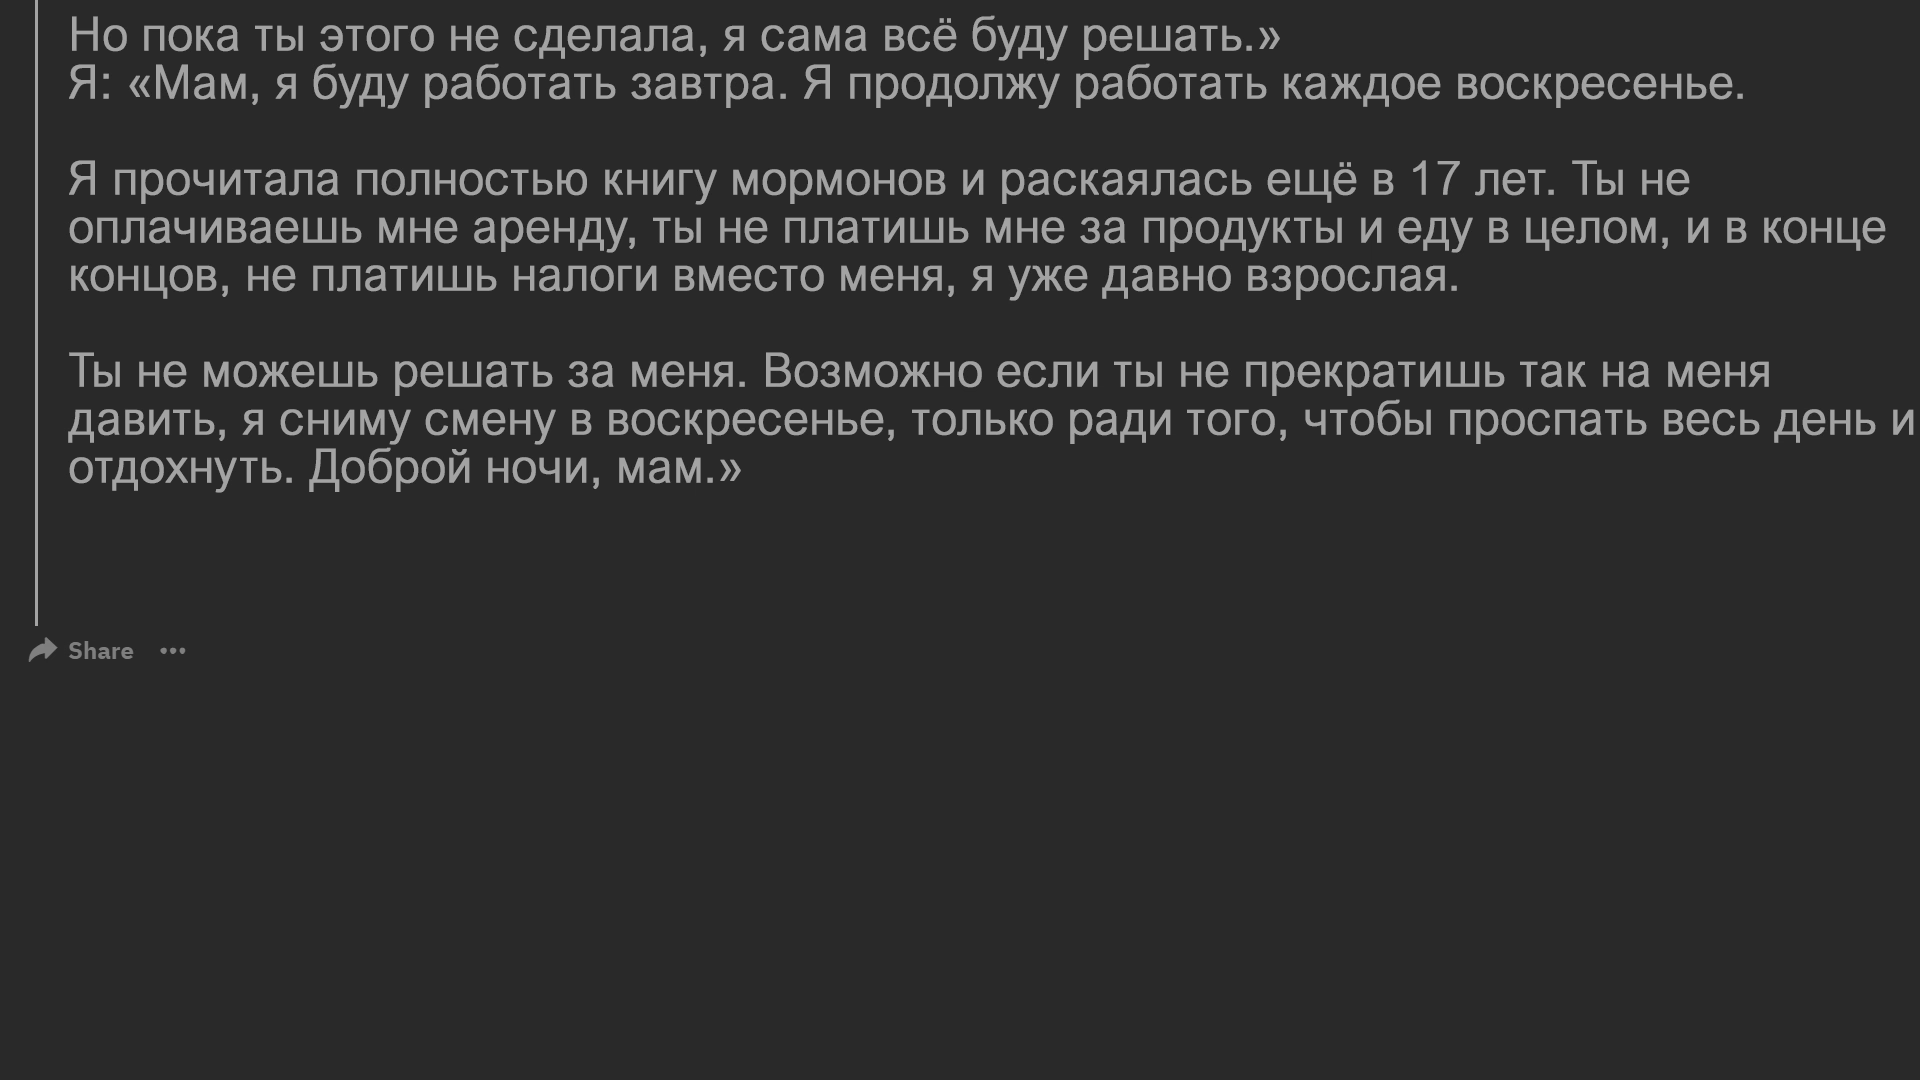 Но пока ты этого не сделала, я сама всё буду решать.»
Я: «Мам, я буду работать завтра. Я продолжу работать каждое воскресенье.
Я прочитала полностью книгу мормонов и раскаялась ещё в 17 лет. Ты не
оплачиваешь мне аренду, ты не платишь мне за продукты и еду в целом, и в конце
концов, не платишь налоги вместо меня, я уже давно взрослая.
Ты не можешь решать за меня. Возможно если ты не прекратишь так на меня
давить, я сниму смену в воскресенье, только ради того, чтобы проспать весь день и
отдохнуть. Доброй ночи, мам.»
Share